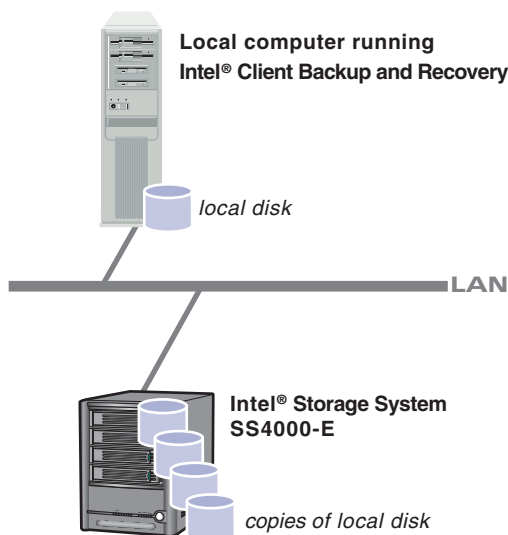 Local computer running
Intel® Client Backup and Recovery
local disk
LAN
Intel® Storage System
SS4000-E
copies of local disk